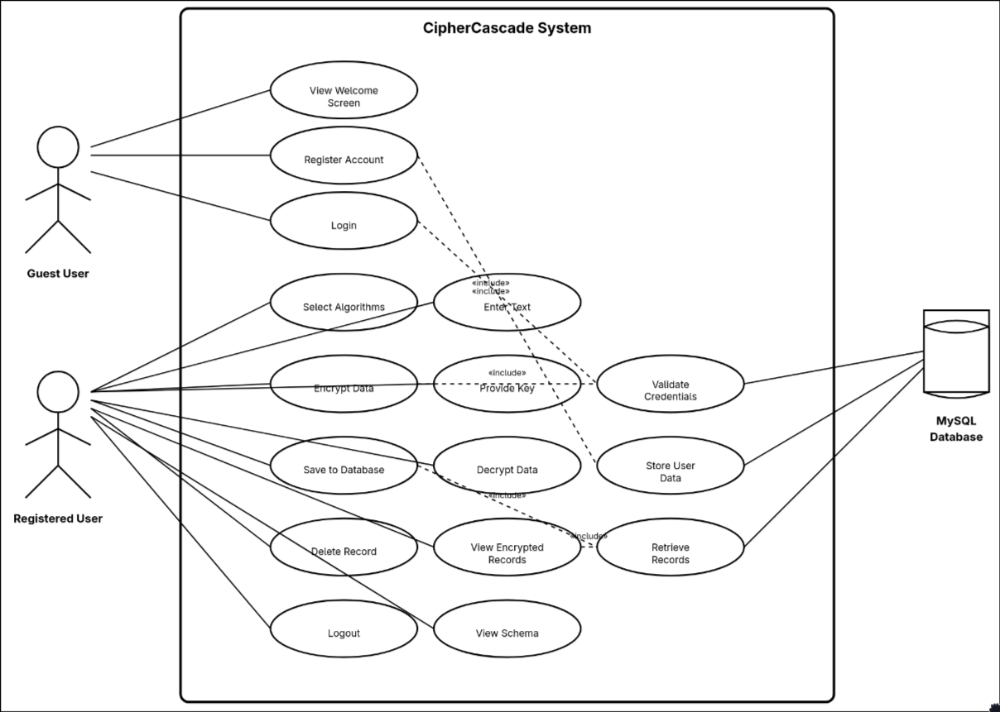 CipherCascade System
View Welcome
Screen
Register Account
Login
Guest User
«include»
«include»
Select Algorithms
Enter Text
«include»
Encrypt Data
Provide Key
Validate
Credentials
MySQL
Database
Save to Database
Decrypt Data
Store User
Data
«include»
Registered User
«include»
Delete Record
View Encrypted
Records
Retrieve
Records
Logout
View Schema